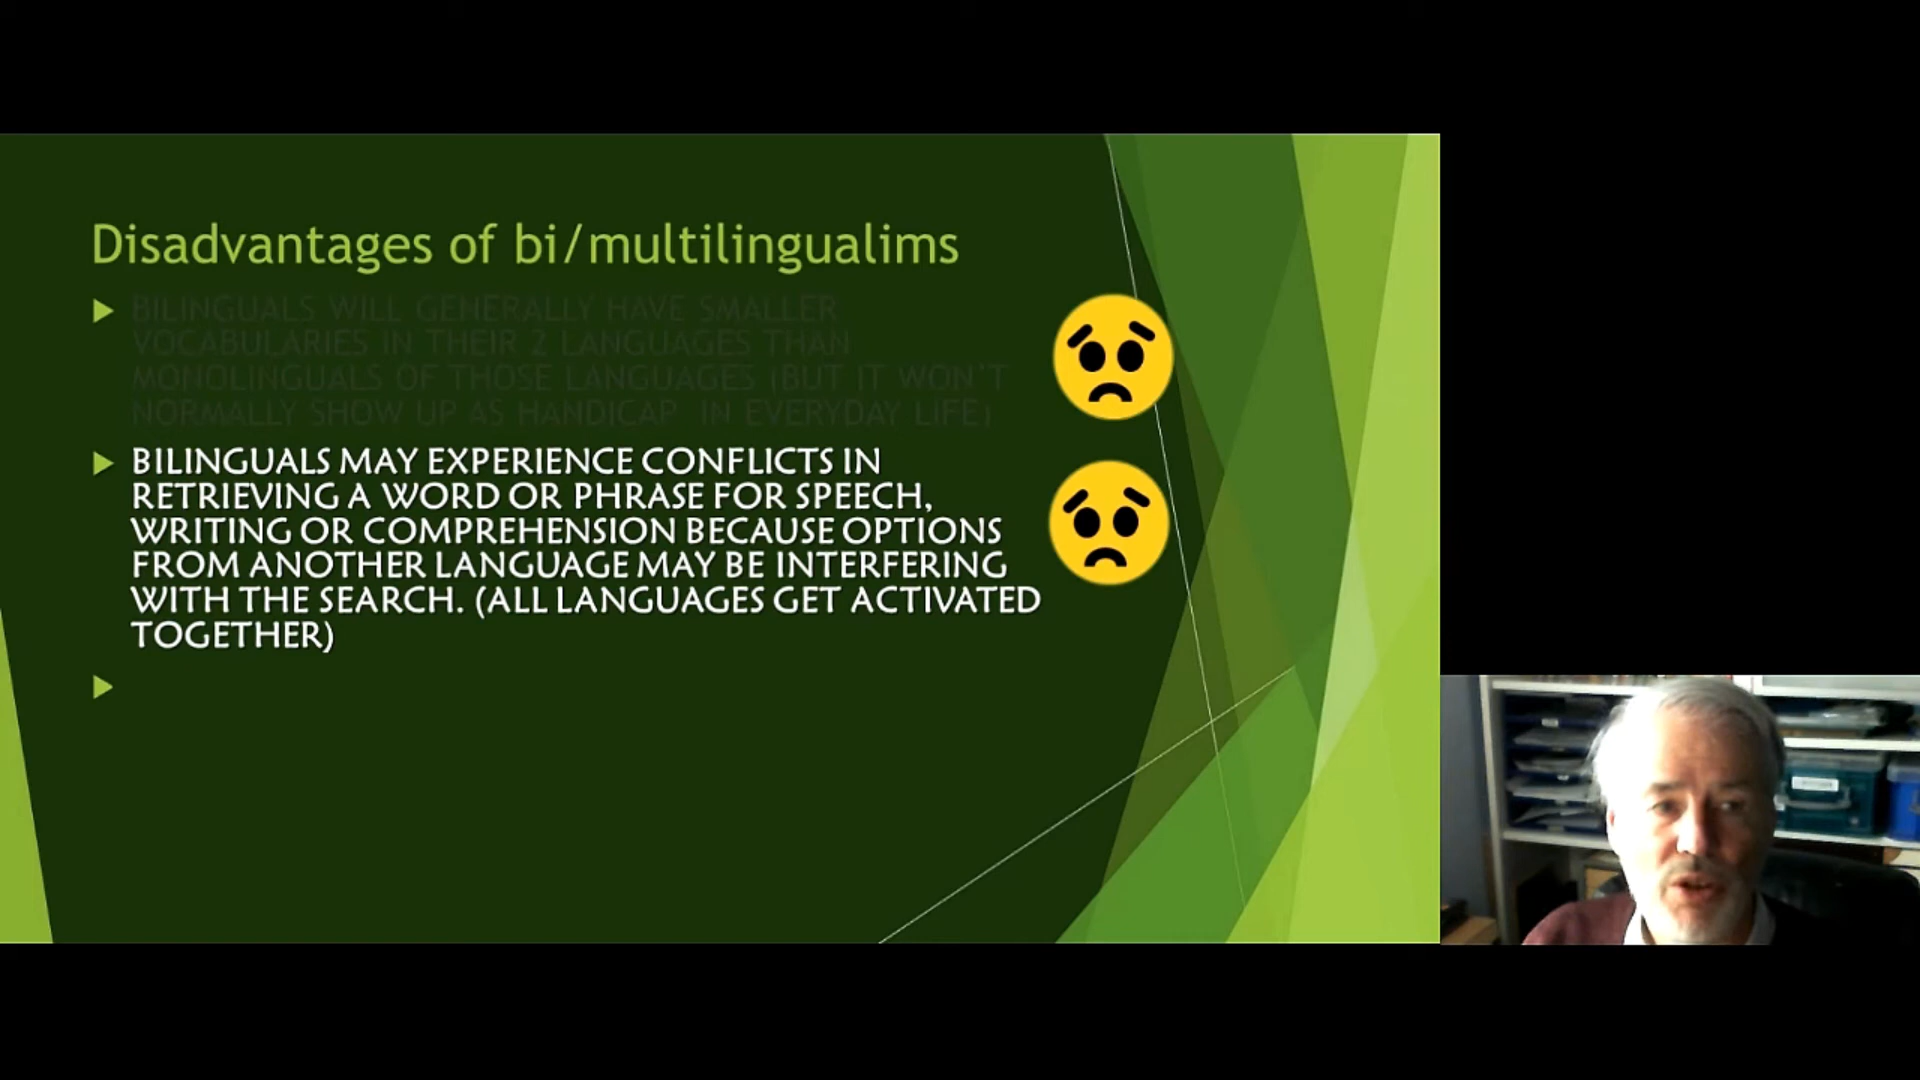 Disadvantages of bi/multilingualims
BILINGUALS WILL GENERALLY HAVE SMALLER
VOCABULARIES IN THEIR 2 LANGUAGES THAN
MONOLINGUALS OF THOSE LANGUAGES (BUT IT WON'T
NORMALLY SHOW UP AS HANDICAP IN EVERYDAY LIFE)
BILINGUALS MAY EXPERIENCE CONFLICTS IN
RETRIEVING A WORD OR PHRASE FOR SPEECH,
WRITING OR COMPREHENSION BECAUSE OPTIONS
FROM ANOTHER LANGUAGE MAY BE INTERFERING
WITH THE SEARCH. (ALL LANGUAGES GET ACTIVATED
TOGETHER)